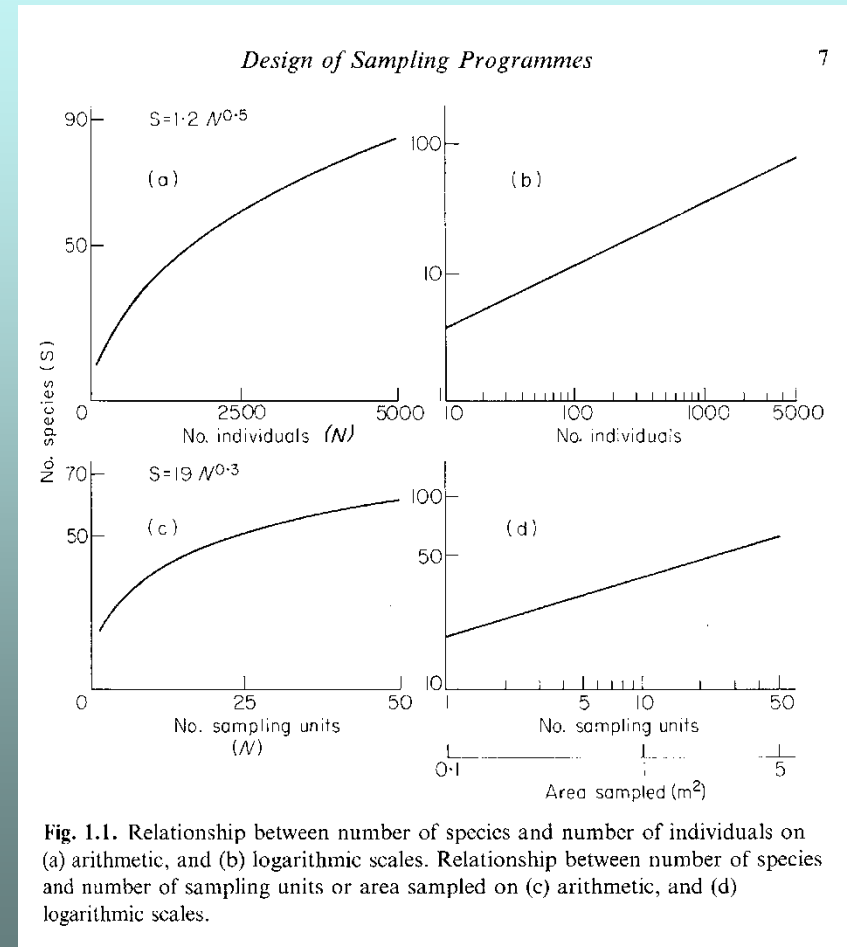 Design of Sampling Programmes 7
90
S=1·2 N0·5
(a)
50
0 2500 5000
No. individuals (N)
No. species (S)
100
(b)
10
1
10 100 1000 5000
No. individuals
70
S=19 N0·3
50
(c)
0 25 50
No. sampling units
(N)
100
(d)
50
10
1 5 10 50
No. sampling units
0·1 5
Area sampled (m²)
Fig. 1.1. Relationship between number of species and number of individuals on
(a) arithmetic, and (b) logarithmic scales. Relationship between number of species
and number of sampling units or area sampled on (c) arithmetic, and (d)
logarithmic scales.